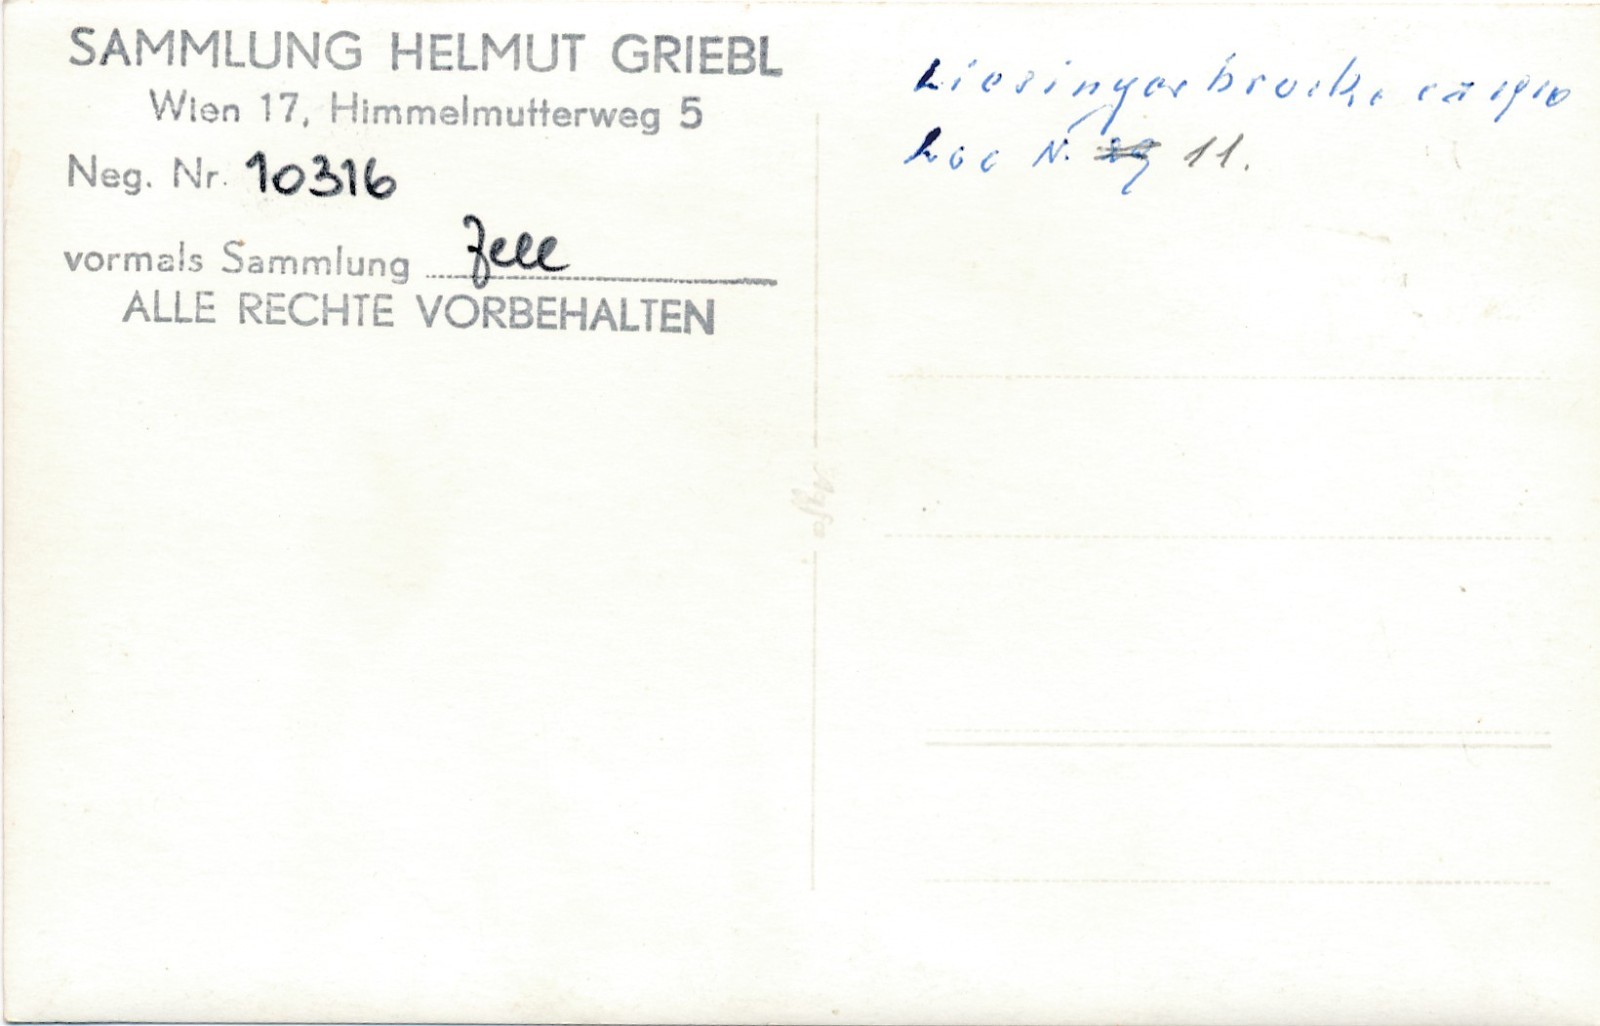 SAMMLUNG HELMUT GRIEBL
Wien 17, Himmelmutterweg 5
Neg. Nr. 10316
vormals Sammlung Zell
ALLE RECHTE VORBEHALTEN
Liesingerbrücke ca 1910
Loc N. 11.
Agfa